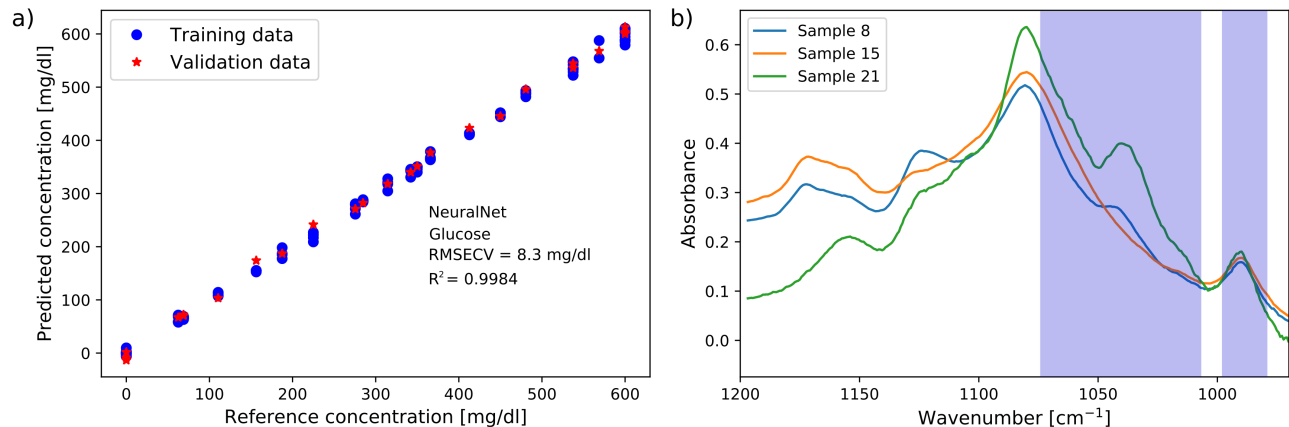 a)
Training data
Validation data
600
500
400
300
200
100
0
Predicted concentration [mg/dl]
NeuralNet
Glucose
RMSECV = 8.3 mg/dl
R² = 0.9984
0 100 200 300 400 500 600
Reference concentration [mg/dl]
b)
Sample 8
Sample 15
Sample 21
0.6
0.5
0.4
0.3
0.2
0.1
0.0
Absorbance
1200 1150 1100 1050 1000
Wavenumber [cm⁻¹]